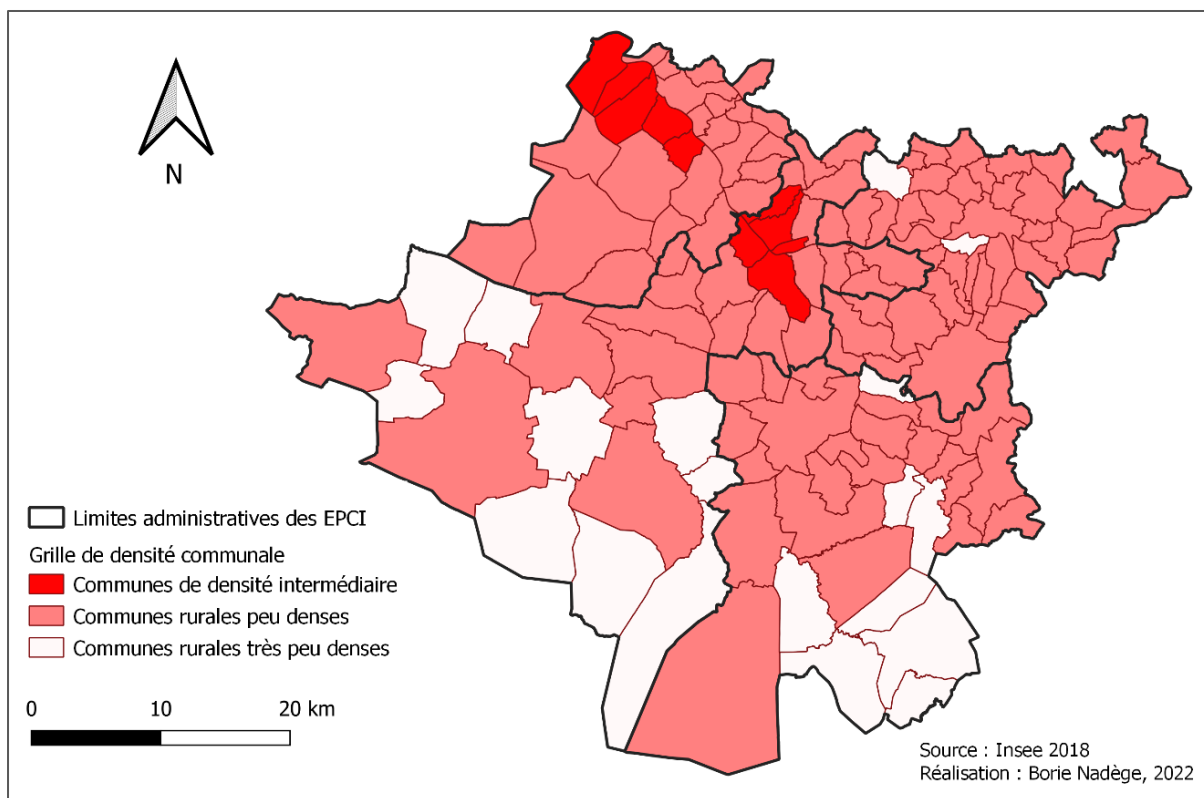 N
Limites administratives des EPCI
Grille de densité communale
Communes de densité intermédiaire
Communes rurales peu denses
Communes rurales très peu denses
0 10 20 km
Source : Insee 2018
Réalisation : Borie Nadège, 2022